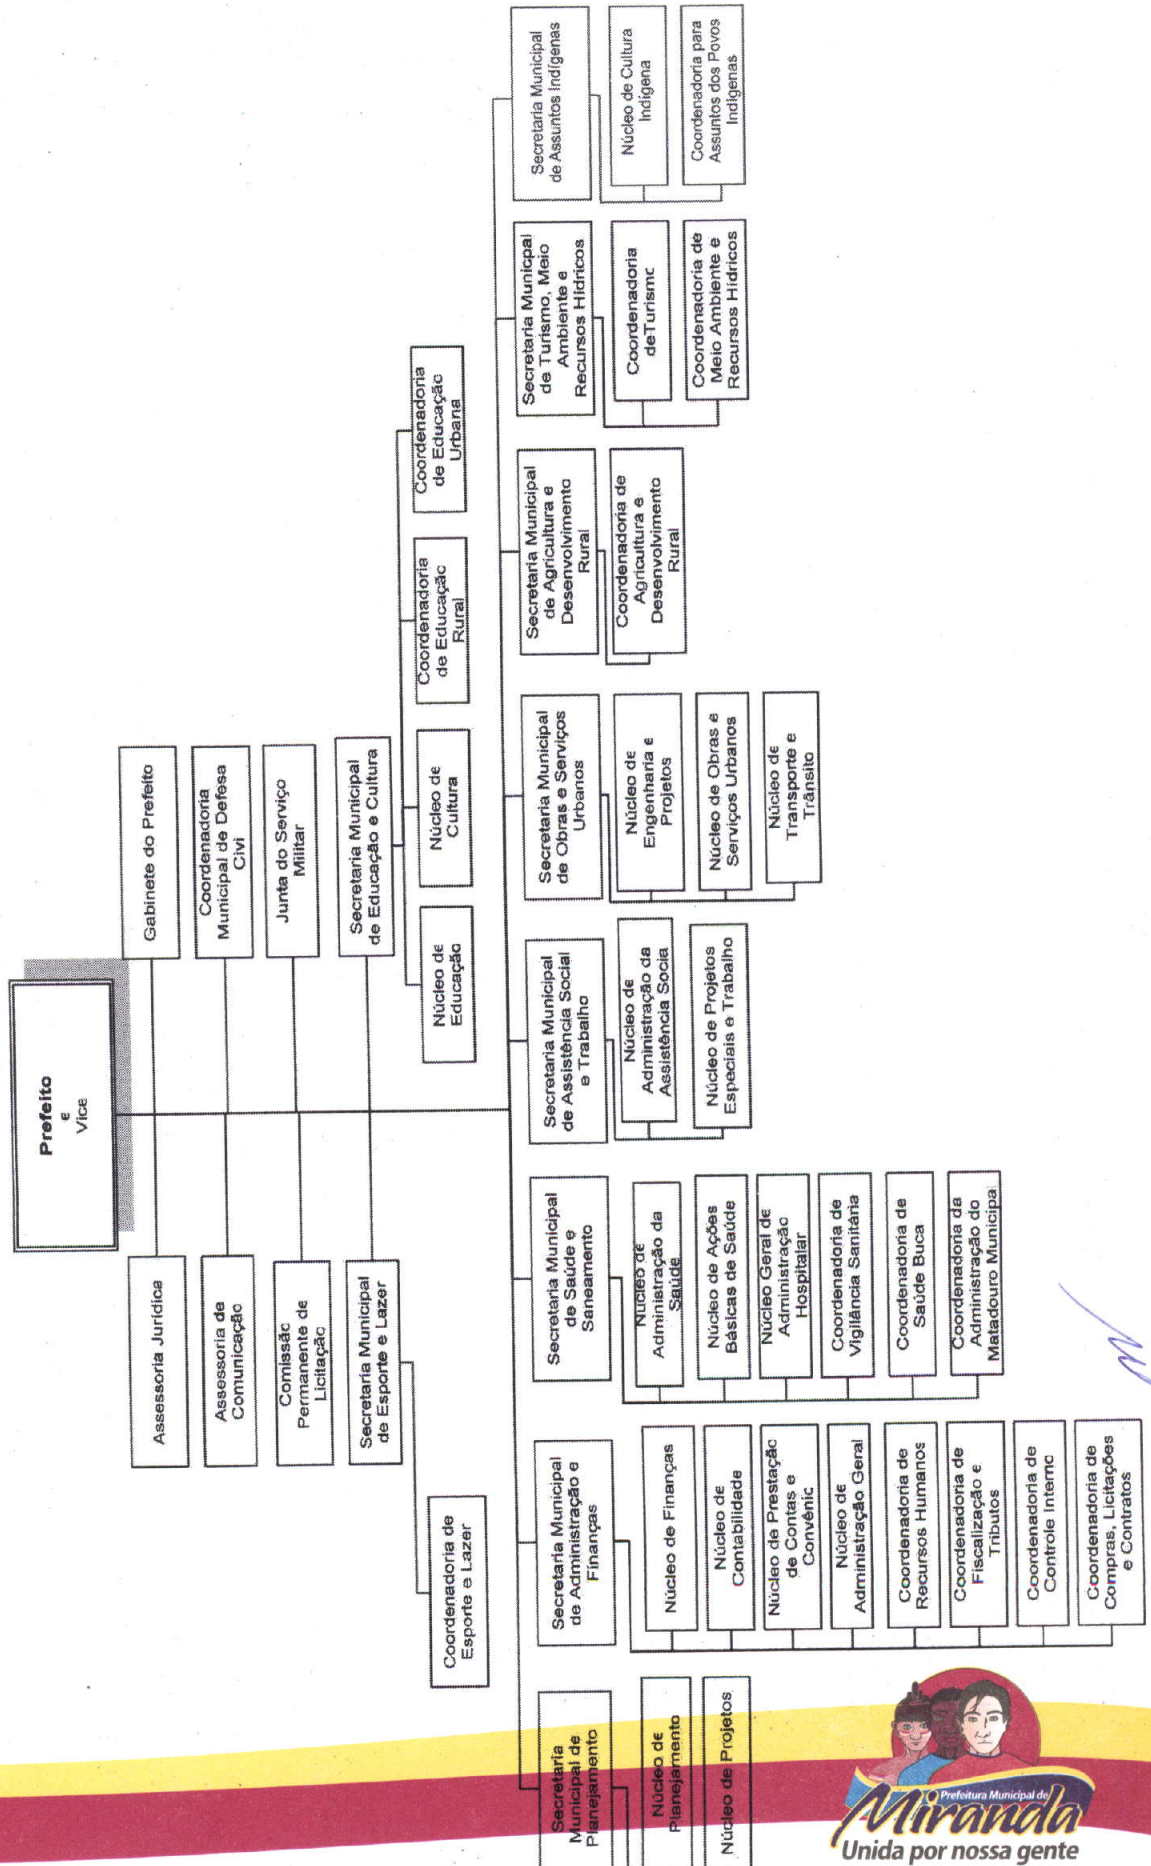 Prefeito
e
Vice
Assessoria Jurídica
Gabinete do Prefeito
Assessoria de
Comunicação
Coordenadoria
Municipal de Defesa
Civi
Comissão
Permanente de
Licitação
Junta do Serviço
Militar
Secretaria Municipal
de Esporte e Lazer
Secretaria Municipal
de Educação e Cultura
Coordenadoria de
Esporte e Lazer
Núcleo de
Educação
Núcleo de
Cultura
Coordenadoria
de Educação
Rural
Coordenadoria
de Educação
Urbana
Secretaria
Municipal de
Planejamento
Núcleo de
Planejamento
Núcleo de Projetos
Secretaria Municipal
de Administração e
Finanças
Núcleo de Finanças
Núcleo de
Contabilidade
Núcleo de Prestação
de Contas e
Convênic
Núcleo de
Administração Geral
Coordenadoria de
Recursos Humanos
Coordenadoria de
Fiscalização e
Tributos
Coordenadoria de
Controle Internc
Coordenadoria de
Compras, Licitações
e Contratos
Secretaria Municipal
de Saúde e
Saneamento
Núcleo de
Administração da
Saúde
Núcleo de Ações
Básicas de Saúde
Núcleo Geral de
Administração
Hospitalar
Coordenadoria de
Vigilância Sanitária
Coordenadoria de
Saúde Buca
Coordenadoria da
Administração do
Matadouro Municipa
Secretaria Municipal
de Assistência Social
e Trabalho
Núcleo de
Administração da
Assistência Socia
Núcleo de Projetos
Especiais e Trabalho
Secretaria Municipal
de Obras e Serviços
Urbanos
Núcleo de
Engenharia e
Projetos
Núcleo de Obras e
Serviços Urbanos
Núcleo de
Transporte e
Trânsito
Secretaria Municipal
de Agricultura e
Desenvolvimento
Rural
Coordenadoria de
Agricultura e
Desenvolvimento
Rural
Secretaria Municpal
de Turismo, Meio
Ambiente e
Recursos Hídricos
Coordenadoria
deTurismc
Coordenadoria de
Meio Ambiente e
Recursos Hídricos
Secretaria Municipal
de Assuntos Indígenas
Núcleo de Cultura
Indígena
Coordenadoria para
Assuntos dos Povos
Indígenas
Prefeitura Municipal de
Miranda
Unida por nossa gente